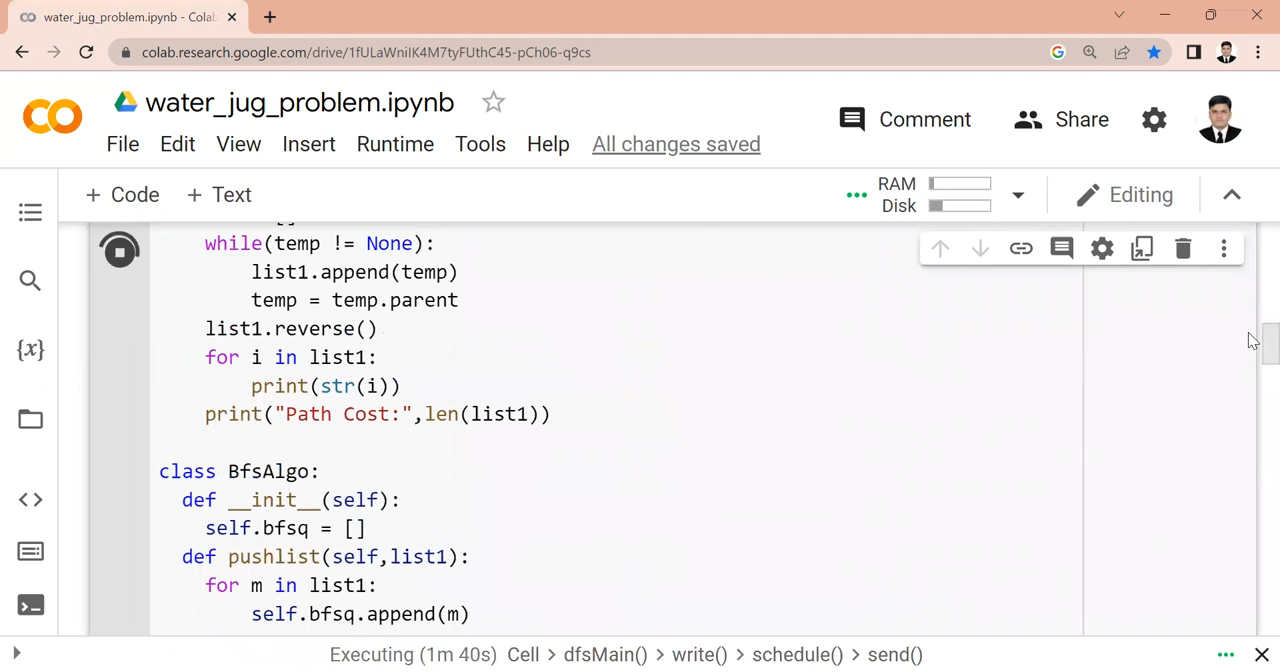 water_jug_problem.ipynb - Colab
colab.research.google.com/drive/1fULaWnilK4M7tyFUthC45-pCh06-q9cs
water_jug_problem.ipynb
Comment
Share
File Edit View Insert Runtime Tools Help All changes saved
+ Code + Text
RAM
Disk
Editing
while(temp != None):
list1.append(temp)
temp = temp.parent
list1.reverse()
for i in list1:
print(str(i))
print("Path Cost:",len(list1))
class BfsAlgo:
def __init__(self):
self.bfsq = []
def pushlist(self,list1):
for m in list1:
self.bfsq.append(m)
{x}
Executing (1m 40s) Cell > dfsMain() > write() > schedule() > send()